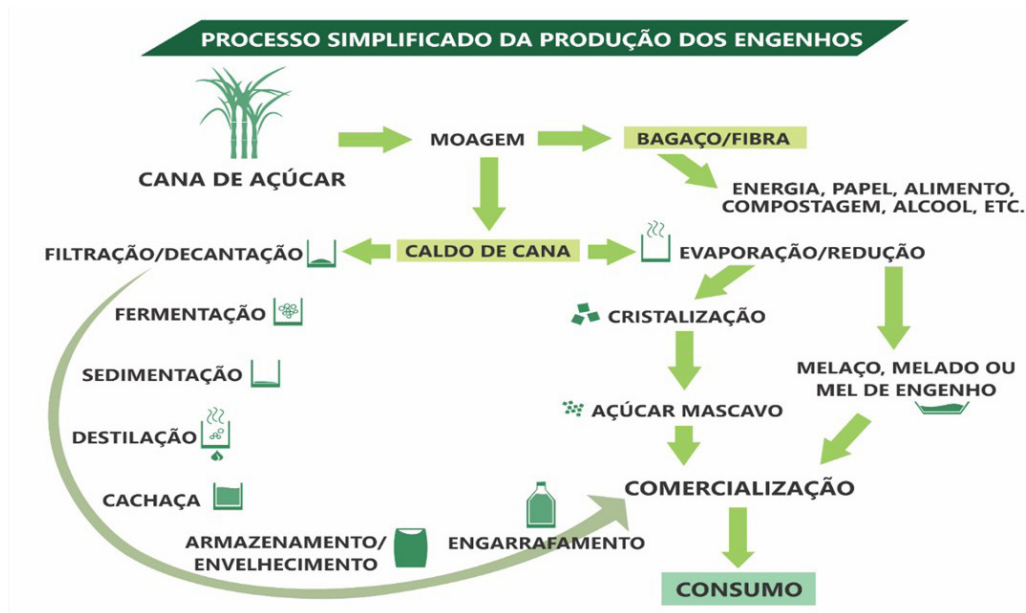 PROCESSO SIMPLIFICADO DA PRODUÇÃO DOS ENGENHOS
CANA DE AÇÚCAR
MOAGEM
BAGAÇO/FIBRA
ENERGIA, PAPEL, ALIMENTO,
COMPOSTAGEM, ALCOOL, ETC.
FILTRAÇÃO/DECANTAÇÃO
CALDO DE CANA
EVAPORAÇÃO/REDUÇÃO
FERMENTAÇÃO
CRISTALIZAÇÃO
SEDIMENTAÇÃO
MELAÇO, MELADO OU
MEL DE ENGENHO
AÇÚCAR MASCAVO
DESTILAÇÃO
CACHAÇA
COMERCIALIZAÇÃO
ARMAZENAMENTO/
ENVELHECIMENTO
ENGARRAFAMENTO
CONSUMO